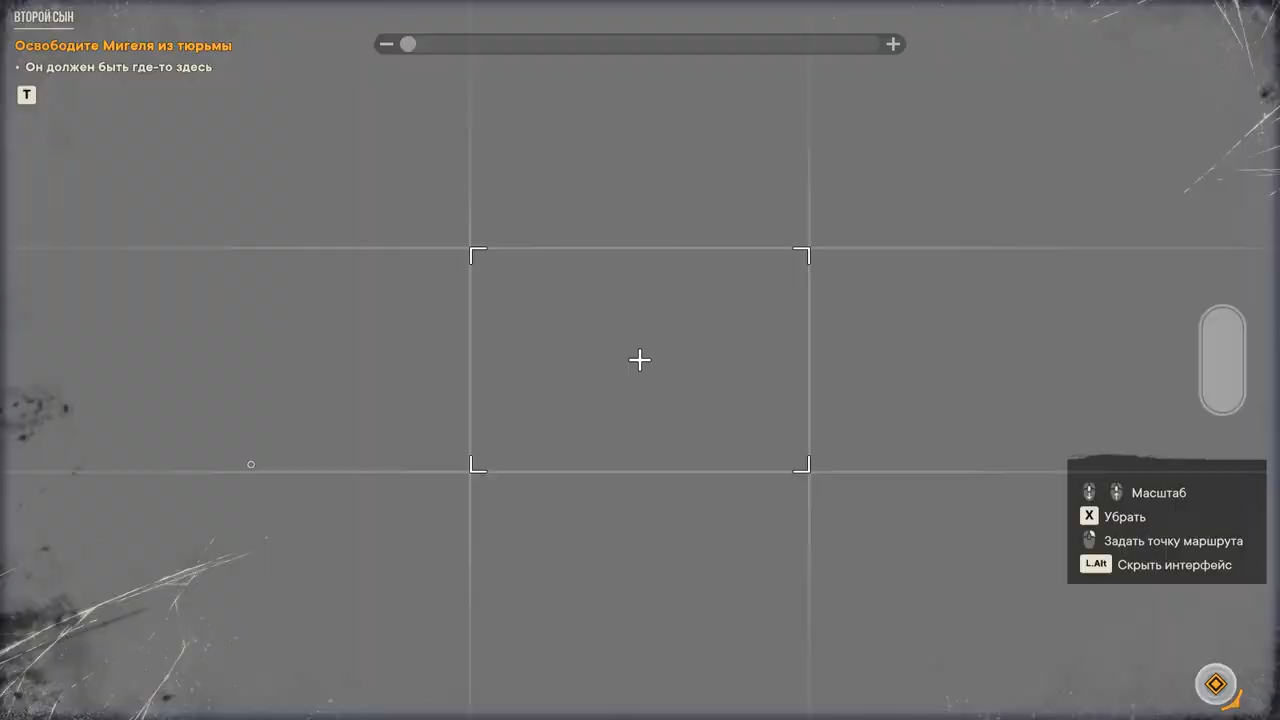 ВТОРОЙ СЫН
Освободите Мигеля из тюрьмы
• Он должен быть где-то здесь
T
Масштаб
X Убрать
Задать точку маршрута
L.Alt Скрыть интерфейс